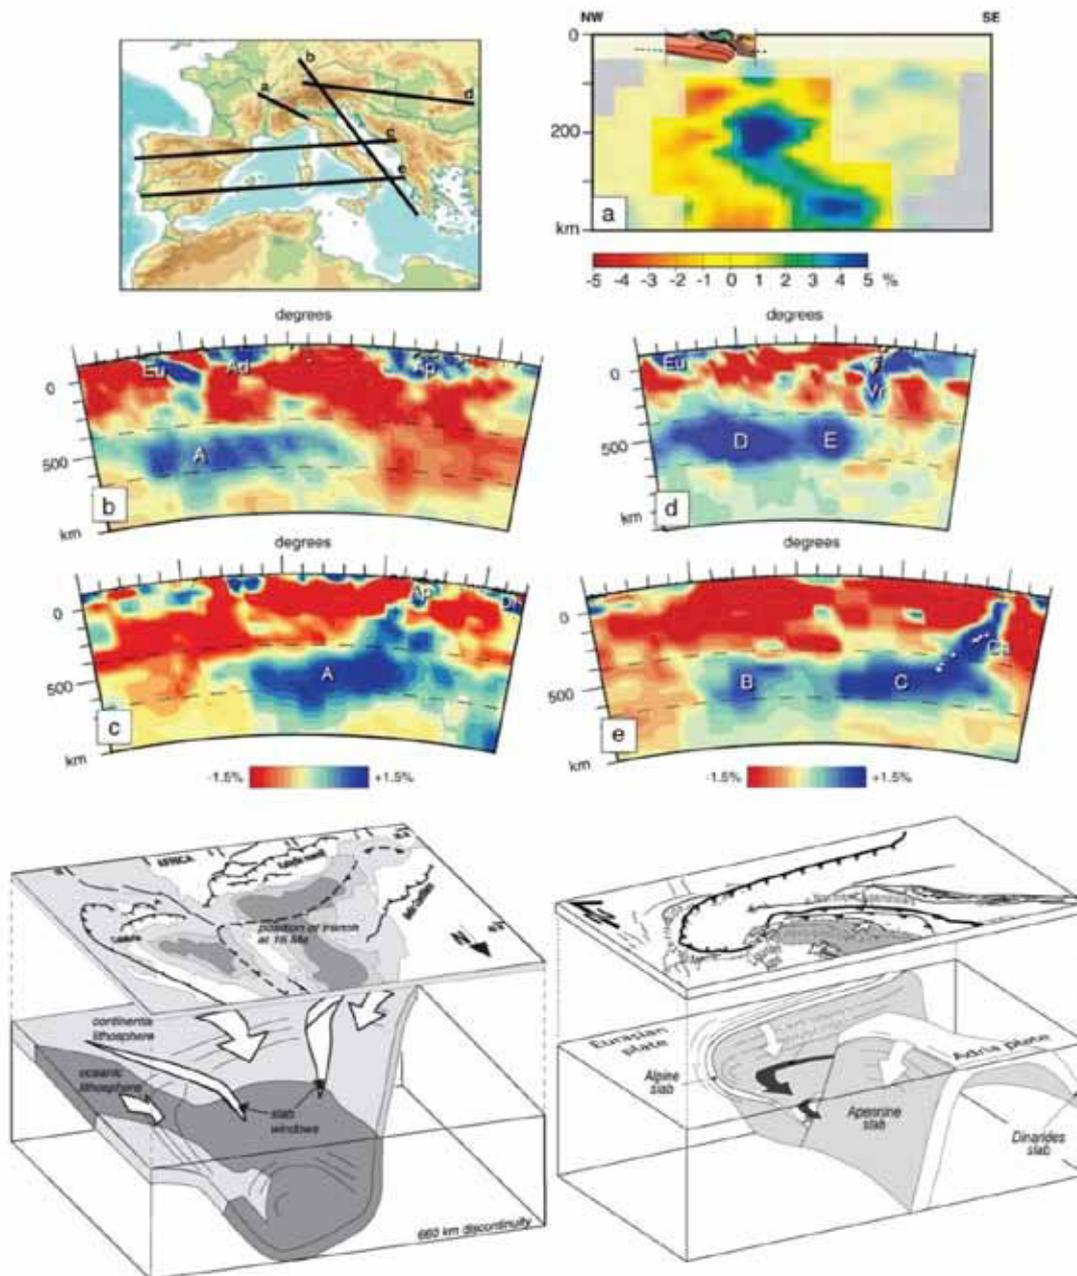 NW
SE
b
a
d
c
e
0
200
km
a
-5 -4 -3 -2 -1 0 1 2 3 4 5 %
degrees
degrees
Eu
Ad
Ap
0
500
km
A
b
Eu
Vr
0
500
km
D
E
d
degrees
degrees
Ap
0
500
km
A
c
Ca
0
500
km
B
C
e
-1.5%
+1.5%
-1.5%
+1.5%
AFRICA
position of trench
at 16 Ma
N
continental
lithosphere
oceanic
lithosphere
slab
windows
660 km discontinuity
Eurasian
plate
Adria plate
Alpine
slab
Apennine
slab
Dinarides
slab